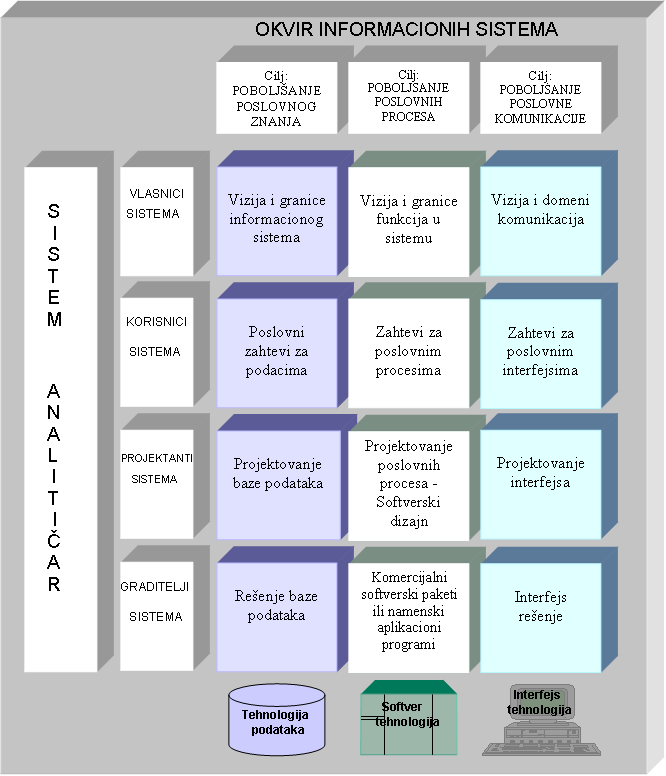 OKVIR INFORMACIONIH SISTEMA
Cilj:
POBOLJŠANJE
POSLOVNOG
ZNANJA
Cilj:
POBOLJŠANJE
POSLOVNIH
PROCESA
Cilj:
POBOLJŠANJE
POSLOVNE
KOMUNIKACIJE
SISTEM ANALITIČAR
VLASNICI
SISTEMA
Vizija i granice
informacionog
sistema
Vizija i granice
funkcija u
sistemu
Vizija i domeni
komunikacija
KORISNICI
SISTEMA
Poslovni
zahtevi za
podacima
Zahtevi za
poslovnim
procesima
Zahtevi za
poslovnim
interfejsima
PROJEKTANTI
SISTEMA
Projektovanje
baze podataka
Projektovanje
poslovnih
procesa -
Softverski
dizajn
Projektovanje
interfejsa
GRADITELJI
SISTEMA
Rešenje baze
podataka
Komercijalni
softverski paketi
ili namenski
aplikacioni
programi
Interfejs
rešenje
Tehnologija
podataka
Softver
tehnologija
Interfejs
tehnologija